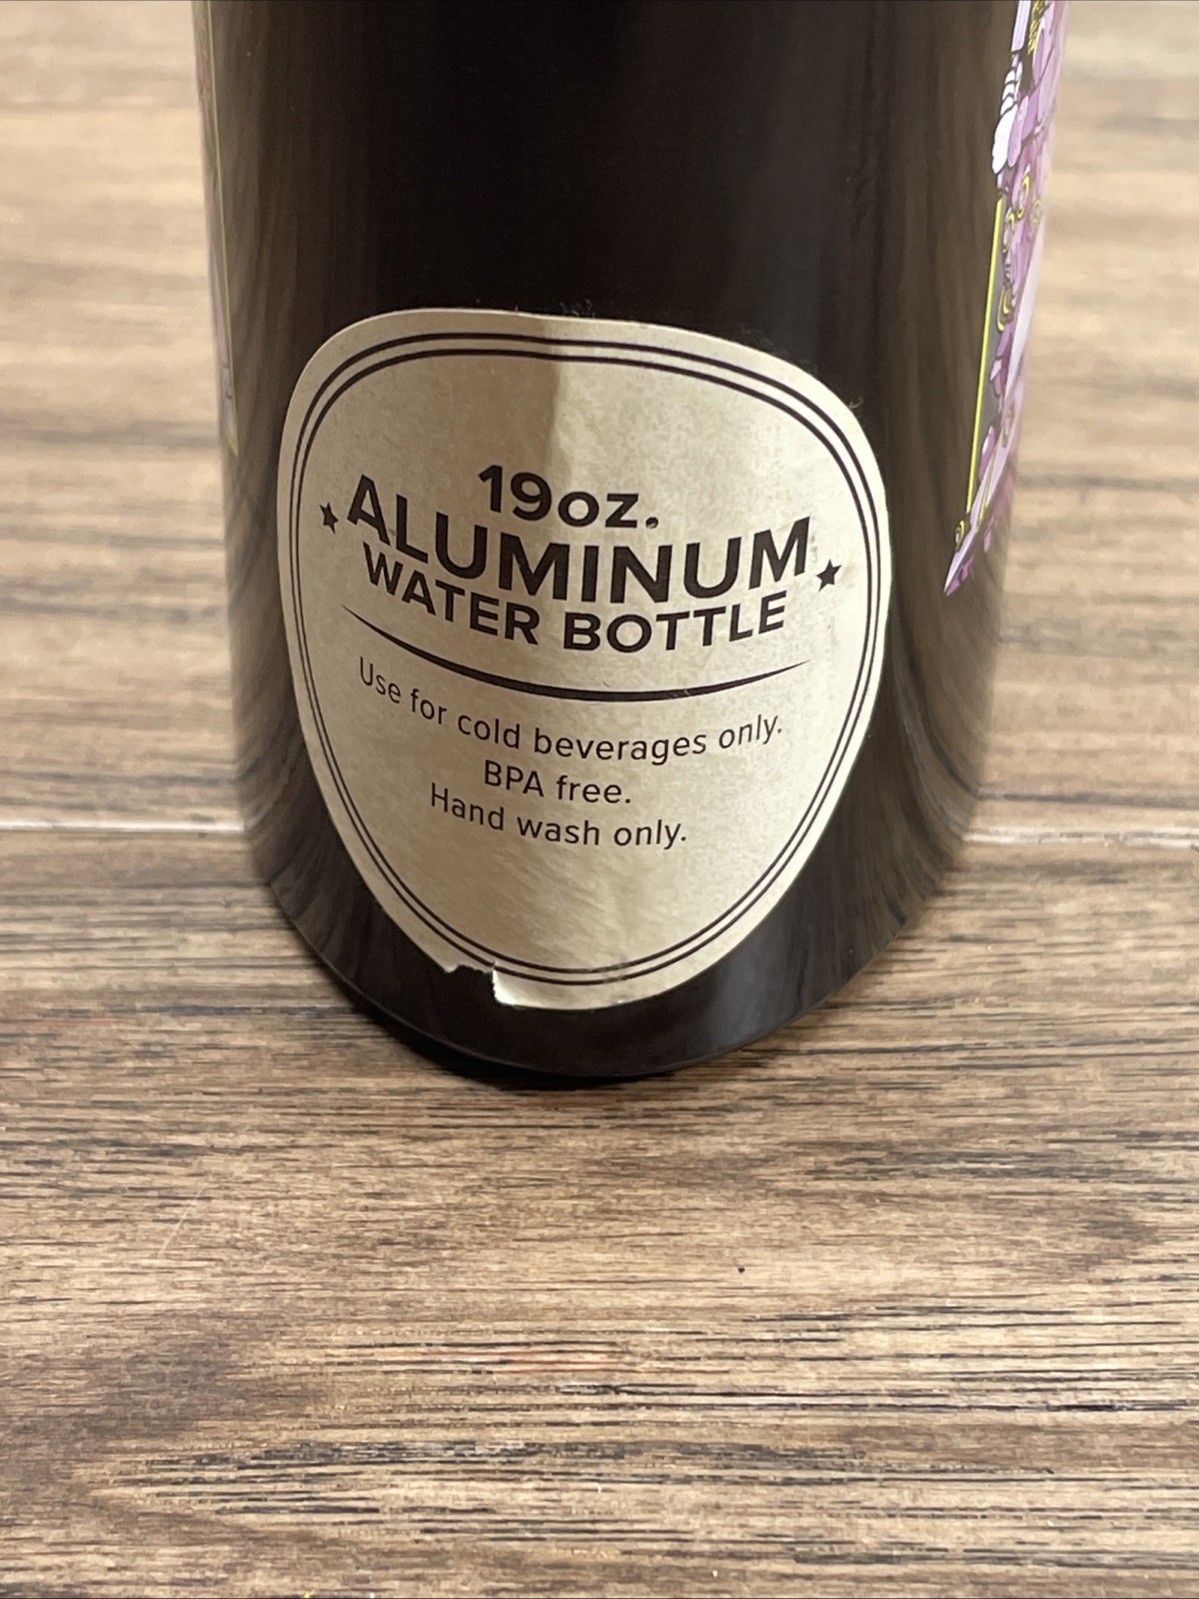 19oz.
ALUMINUM
WATER BOTTLE
Use for cold beverages only.
BPA free.
Hand wash only.